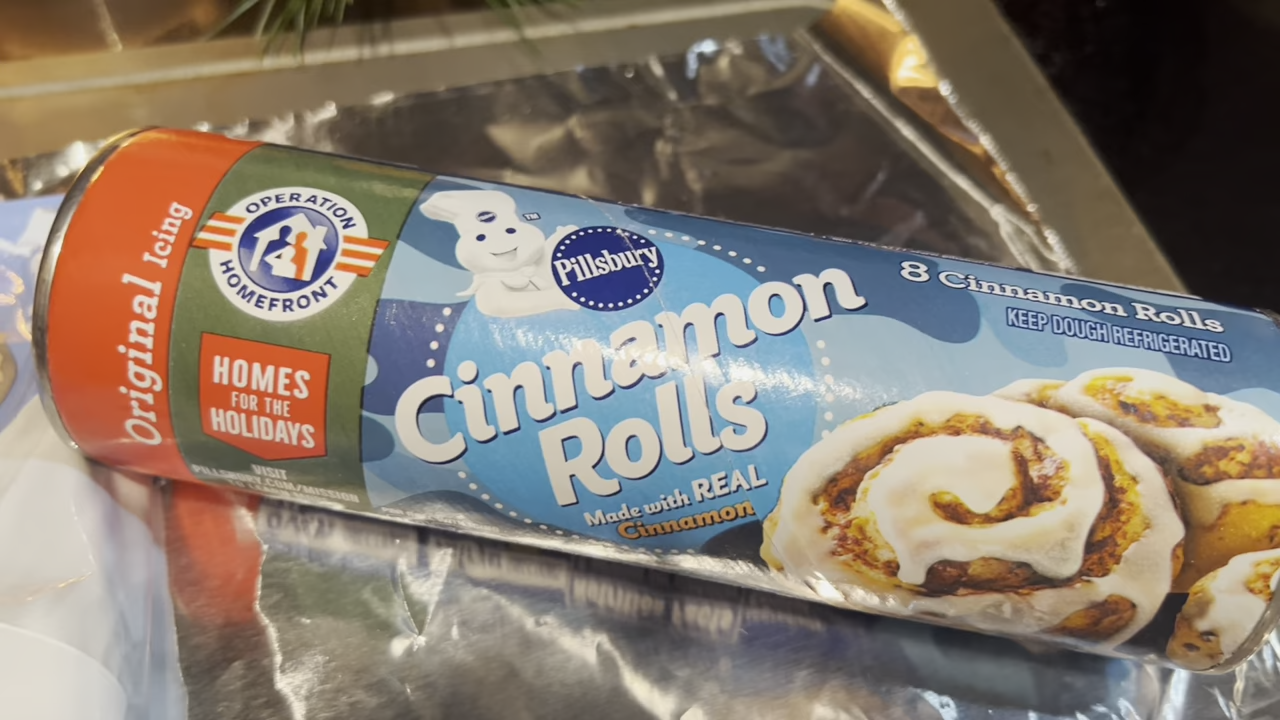 Original Icing
OPERATION
HOMEFRONT
HOMES
FOR THE
HOLIDAYS
VISIT
PILLSBURY.COM/MISSION
Pillsbury
TM
Cinnamon
Rolls
Made with REAL
Cinnamon
8 Cinnamon Rolls
KEEP DOUGH REFRIGERATED